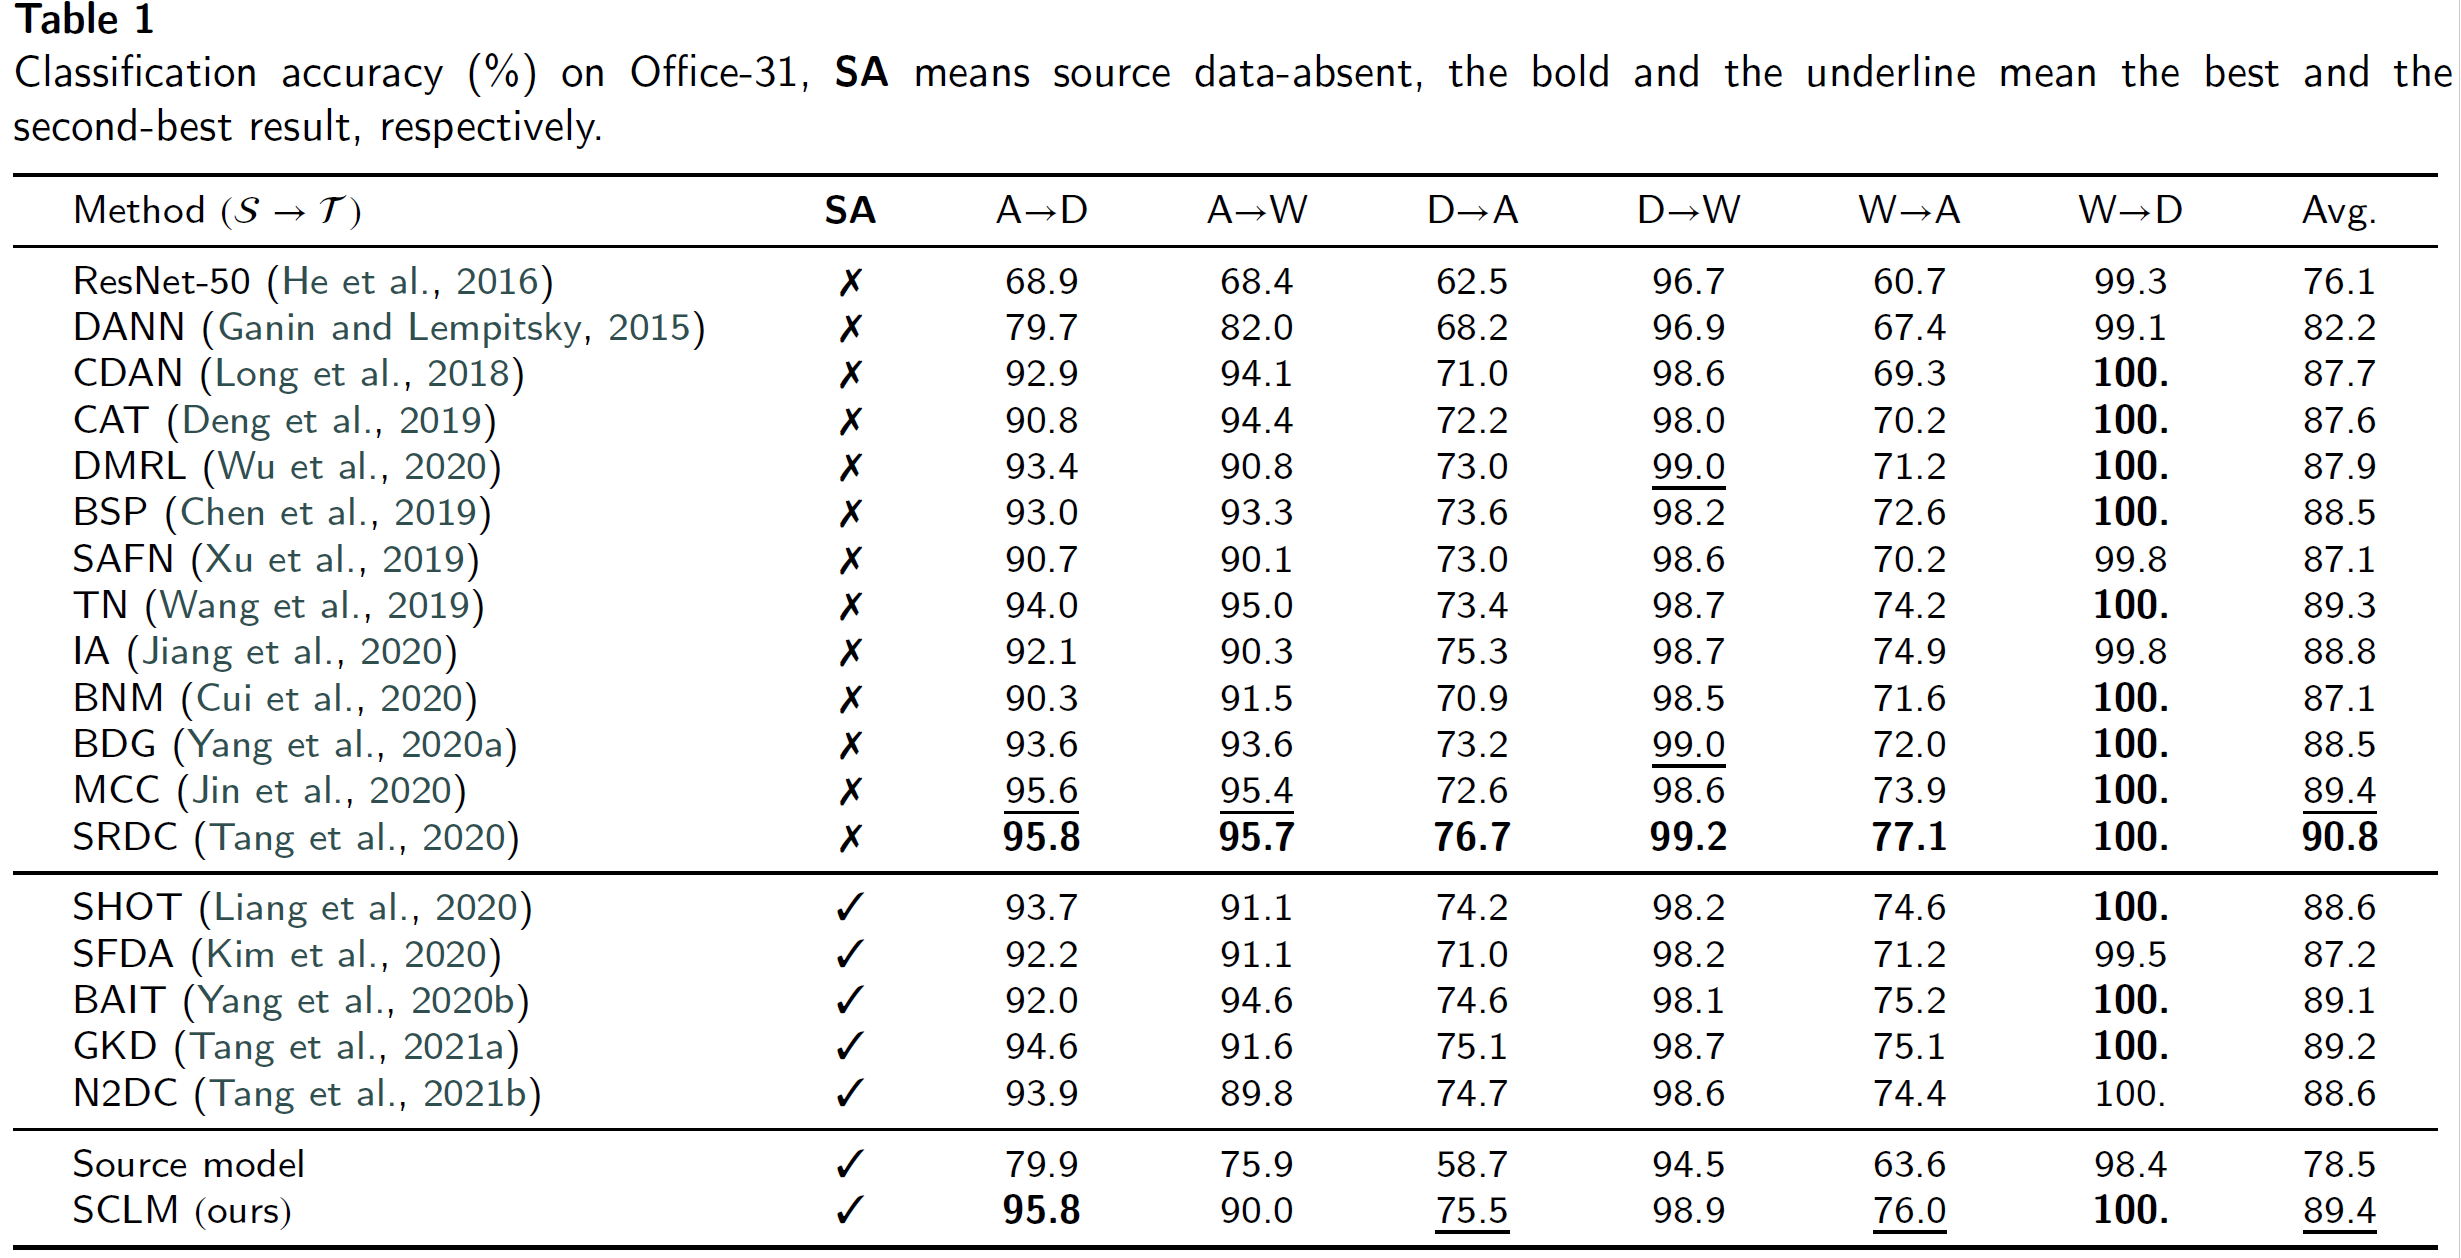 Table 1
Classification accuracy (%) on Office-31, SA means source data-absent, the bold and the underline mean the best and the
second-best result, respectively.
Method (𝒮 → 𝒯) SA A→D A→W D→A D→W W→A W→D Avg.
ResNet-50 (He et al., 2016) ✗ 68.9 68.4 62.5 96.7 60.7 99.3 76.1
DANN (Ganin and Lempitsky, 2015) ✗ 79.7 82.0 68.2 96.9 67.4 99.1 82.2
CDAN (Long et al., 2018) ✗ 92.9 94.1 71.0 98.6 69.3 100. 87.7
CAT (Deng et al., 2019) ✗ 90.8 94.4 72.2 98.0 70.2 100. 87.6
DMRL (Wu et al., 2020) ✗ 93.4 90.8 73.0 99.0 71.2 100. 87.9
BSP (Chen et al., 2019) ✗ 93.0 93.3 73.6 98.2 72.6 100. 88.5
SAFN (Xu et al., 2019) ✗ 90.7 90.1 73.0 98.6 70.2 99.8 87.1
TN (Wang et al., 2019) ✗ 94.0 95.0 73.4 98.7 74.2 100. 89.3
IA (Jiang et al., 2020) ✗ 92.1 90.3 75.3 98.7 74.9 99.8 88.8
BNM (Cui et al., 2020) ✗ 90.3 91.5 70.9 98.5 71.6 100. 87.1
BDG (Yang et al., 2020a) ✗ 93.6 93.6 73.2 99.0 72.0 100. 88.5
MCC (Jin et al., 2020) ✗ 95.6 95.4 72.6 98.6 73.9 100. 89.4
SRDC (Tang et al., 2020) ✗ 95.8 95.7 76.7 99.2 77.1 100. 90.8
SHOT (Liang et al., 2020) ✓ 93.7 91.1 74.2 98.2 74.6 100. 88.6
SFDA (Kim et al., 2020) ✓ 92.2 91.1 71.0 98.2 71.2 99.5 87.2
BAIT (Yang et al., 2020b) ✓ 92.0 94.6 74.6 98.1 75.2 100. 89.1
GKD (Tang et al., 2021a) ✓ 94.6 91.6 75.1 98.7 75.1 100. 89.2
N2DC (Tang et al., 2021b) ✓ 93.9 89.8 74.7 98.6 74.4 100. 88.6
Source model ✓ 79.9 75.9 58.7 94.5 63.6 98.4 78.5
SCLM (ours) ✓ 95.8 90.0 75.5 98.9 76.0 100. 89.4